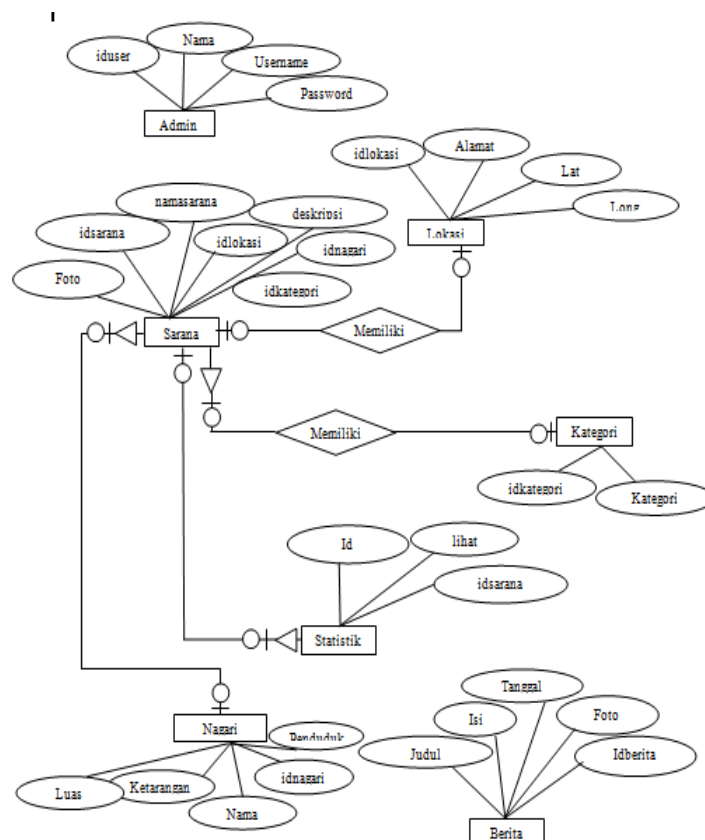 Nama
iduser
Username
Password
Admin
Alamat
idlokasi
Lat
Long
Lokasi
namasarana
deskripsi
idsarana
idlokasi
idnagari
Foto
idkategori
Sarana
Memiliki
Memiliki
Kategori
idkategori
Kategori
Id
lihat
idsarana
Statistik
Tanggal
Nagari
Isi
Foto
Penduduk
Judul
Idberita
idnagari
Luas
Ketarangan
Nama
Berita